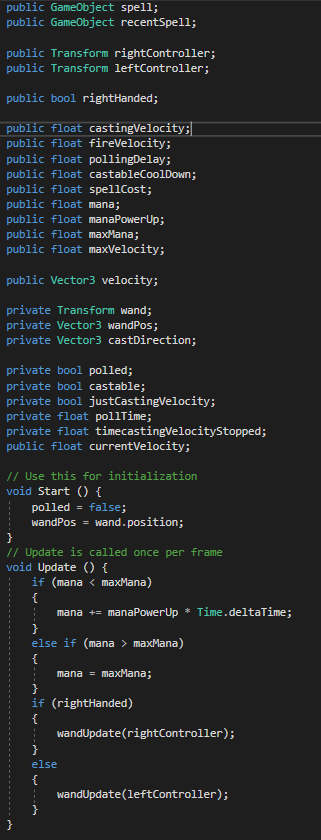 public GameObject spell;
public GameObject recentSpell;
public Transform rightController;
public Transform leftController;
public bool rightHanded;
public float castingVelocity;
public float fireVelocity;
public float pollingDelay;
public float castableCoolDown;
public float spellCost;
public float mana;
public float manaPowerUp;
public float maxMana;
public float maxVelocity;
public Vector3 velocity;
private Transform wand;
private Vector3 wandPos;
private Vector3 castDirection;
private bool polled;
private bool castable;
private bool justCastingVelocity;
private float pollTime;
private float timecastingVelocityStopped;
public float currentVelocity;
// Use this for initialization
void Start () {
    polled = false;
    wandPos = wand.position;
}
// Update is called once per frame
void Update () {
    if (mana < maxMana)
    {
        mana += manaPowerUp * Time.deltaTime;
    }
    else if (mana > maxMana)
    {
        mana = maxMana;
    }
    if (rightHanded)
    {
        wandUpdate(rightController);
    }
    else
    {
        wandUpdate(leftController);
    }
}